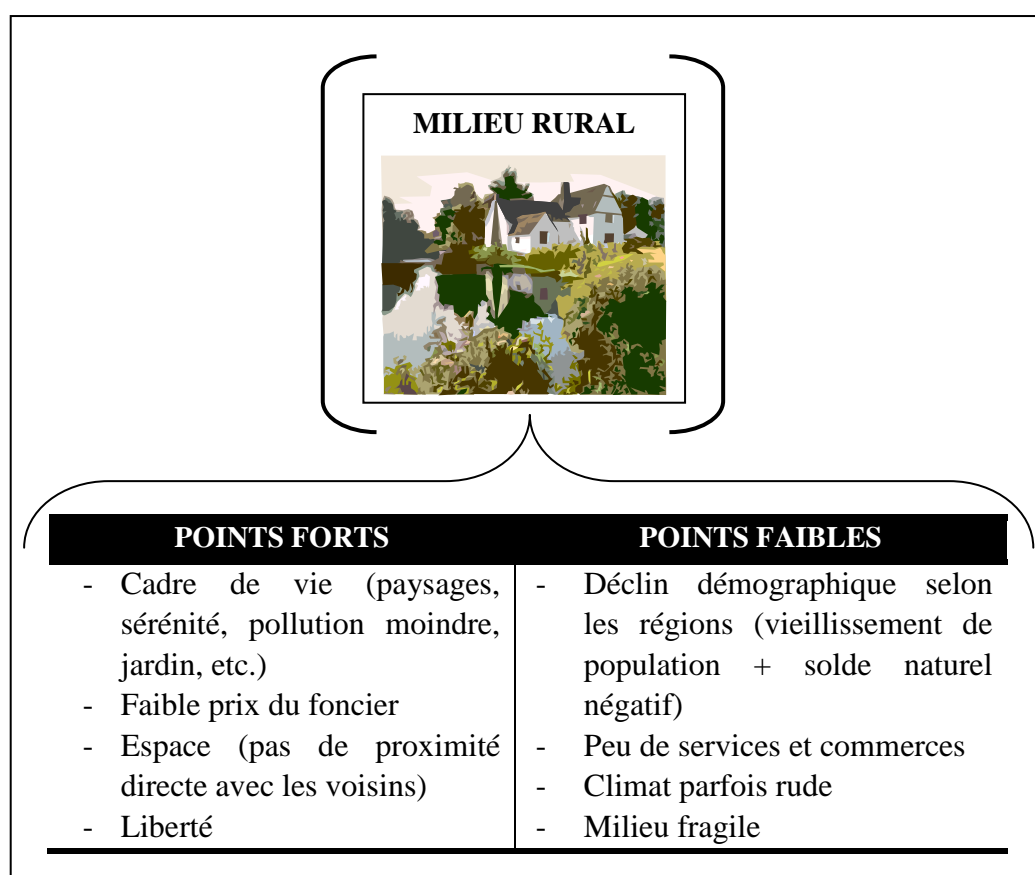 MILIEU RURAL
POINTS FORTS
- Cadre de vie (paysages,
sérénité, pollution moindre,
jardin, etc.)
- Faible prix du foncier
- Espace (pas de proximité
directe avec les voisins)
- Liberté
POINTS FAIBLES
- Déclin démographique selon
les régions (vieillissement de
population + solde naturel
négatif)
- Peu de services et commerces
- Climat parfois rude
- Milieu fragile